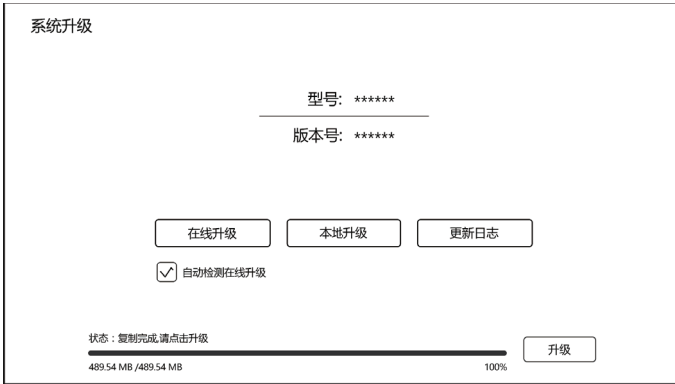 系统升级
型号: ******
版本号: ******
在线升级 本地升级 更新日志
自动检测在线升级
状态：复制完成,请点击升级
升级
489.54 MB /489.54 MB 100%